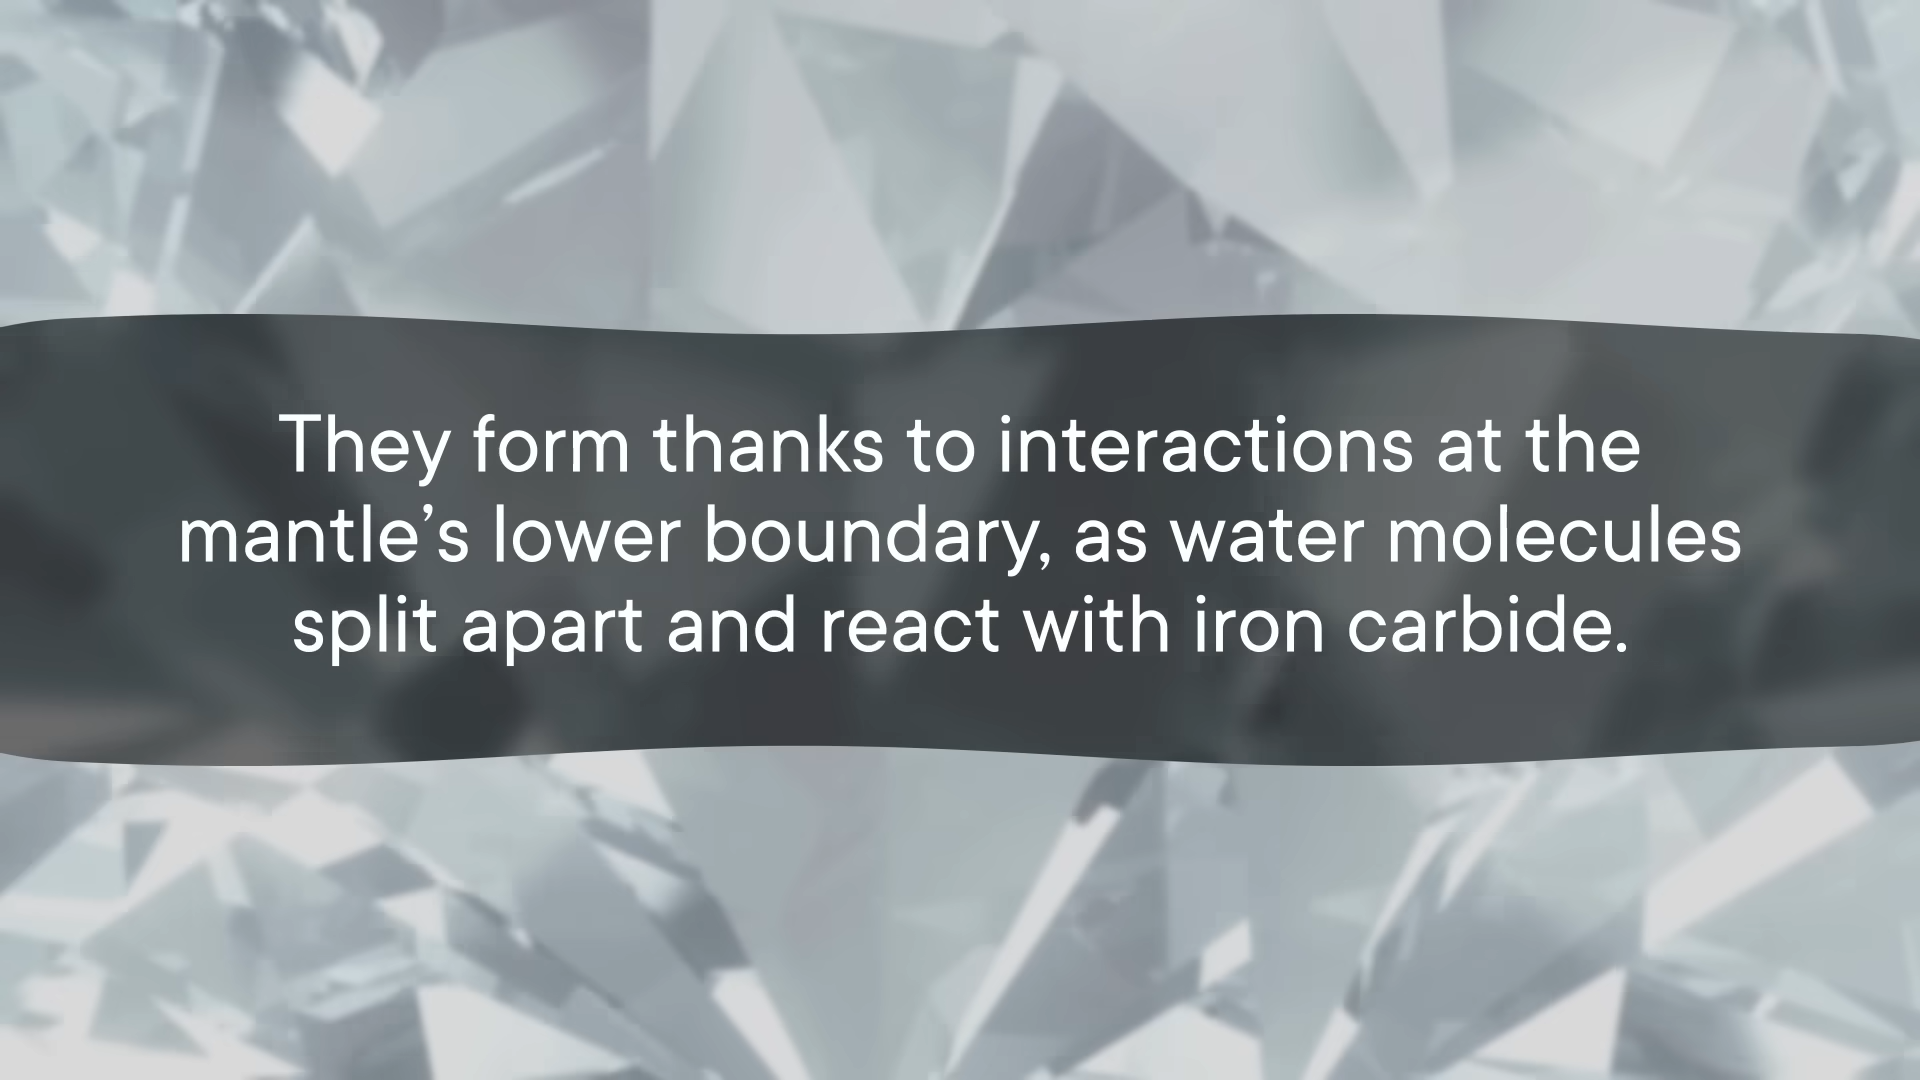 They form thanks to interactions at the
mantle’s lower boundary, as water molecules
split apart and react with iron carbide.